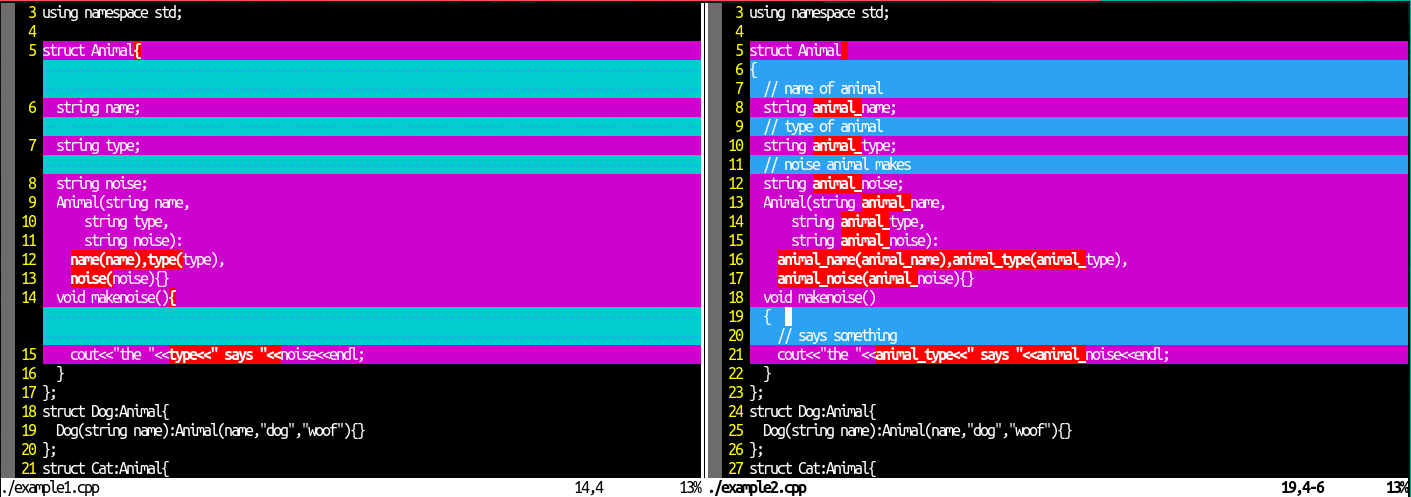 3 using namespace std;
4
5 struct Animal{
6   string name;
7   string type;
8   string noise;
9   Animal(string name,
10       string type,
11       string noise):
12     name(name),type(type),
13     noise(noise){}
14   void makenoise(){
15     cout<<"the "<<type<<" says "<<noise<<endl;
16   }
17 };
18 struct Dog:Animal{
19   Dog(string name):Animal(name,"dog","woof"){}
20 };
21 struct Cat:Animal{
./example1.cpp 14,4 13%
3 using namespace std;
4
5 struct Animal
6 {
7   // name of animal
8   string animal_name;
9   // type of animal
10   string animal_type;
11   // noise animal makes
12   string animal_noise;
13   Animal(string animal_name,
14       string animal_type,
15       string animal_noise):
16     animal_name(animal_name),animal_type(animal_type),
17     animal_noise(animal_noise){}
18   void makenoise()
19   {
20     // says something
21     cout<<"the "<<animal_type<<" says "<<animal_noise<<endl;
22   }
23 };
24 struct Dog:Animal{
25   Dog(string name):Animal(name,"dog","woof"){}
26 };
27 struct Cat:Animal{
./example2.cpp 19,4-6 13%